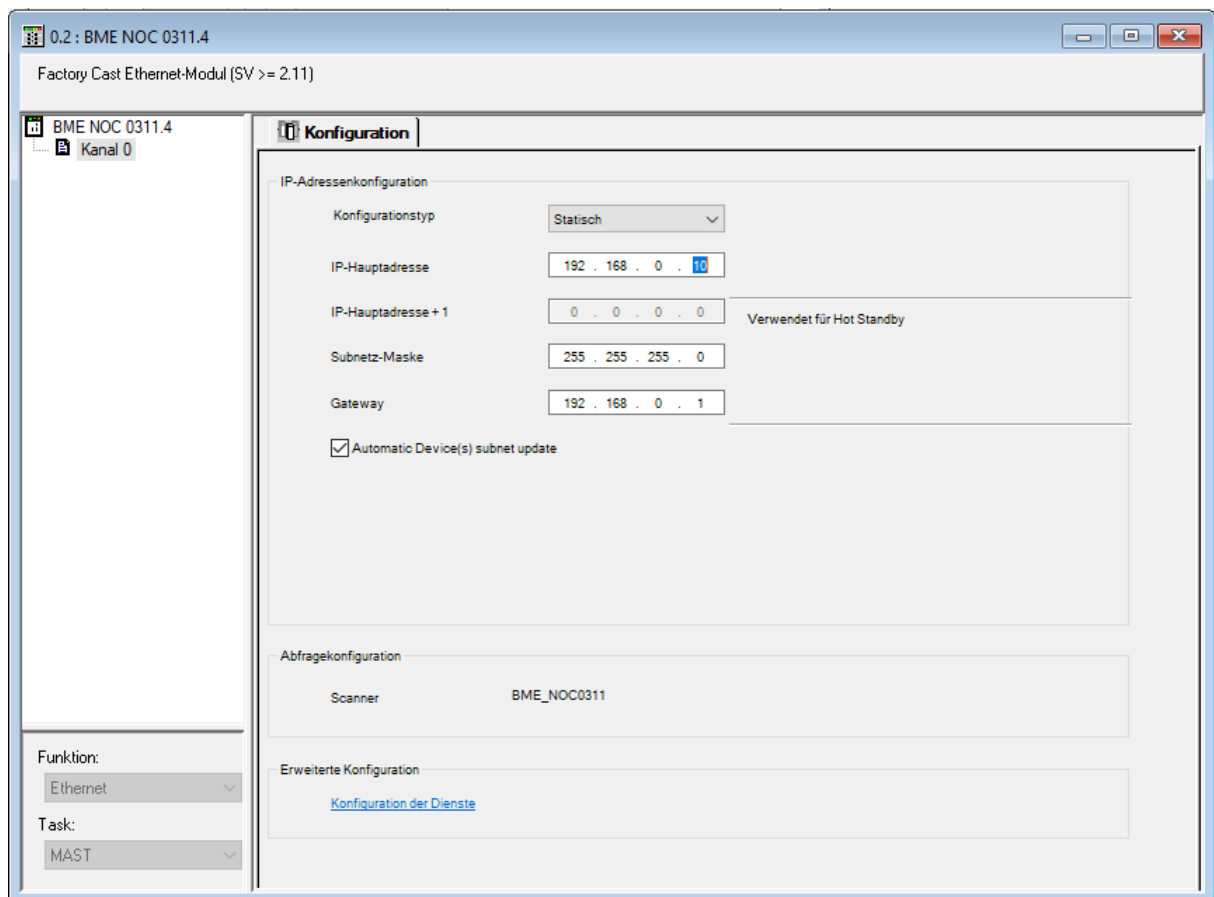 0.2 : BME NOC 0311.4
Factory Cast Ethernet-Modul (SV >= 2.11)
BME NOC 0311.4
Kanal 0
Konfiguration
IP-Adressenkonfiguration
Konfigurationstyp Statisch
IP-Hauptadresse 192 . 168 . 0 . 10
IP-Hauptadresse + 1 0 . 0 . 0 . 0 Verwendet für Hot Standby
Subnetz-Maske 255 . 255 . 255 . 0
Gateway 192 . 168 . 0 . 1
Automatic Device(s) subnet update
Abfragekonfiguration
Scanner BME_NOC0311
Erweiterte Konfiguration
Konfiguration der Dienste
Funktion:
Ethernet
Task:
MAST